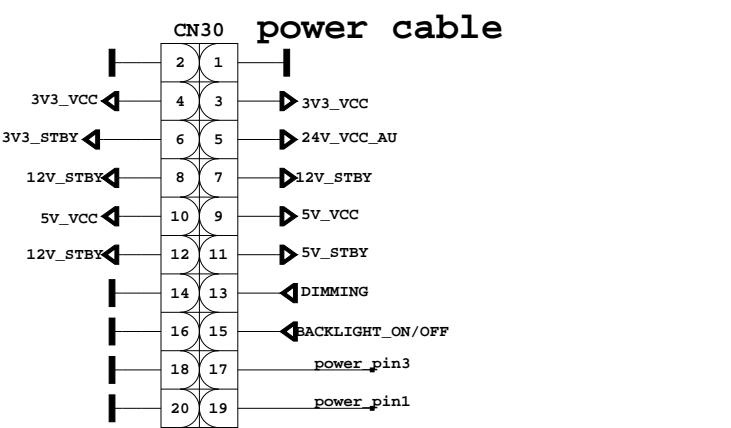 CN30 power cable
2 1
3V3_VCC 4 3 3V3_VCC
3V3_STBY 6 5 24V_VCC_AU
12V_STBY 8 7 12V_STBY
5V_VCC 10 9 5V_VCC
12V_STBY 12 11 5V_STBY
14 13 DIMMING
16 15 BACKLIGHT_ON/OFF
18 17 power_pin3
20 19 power_pin1